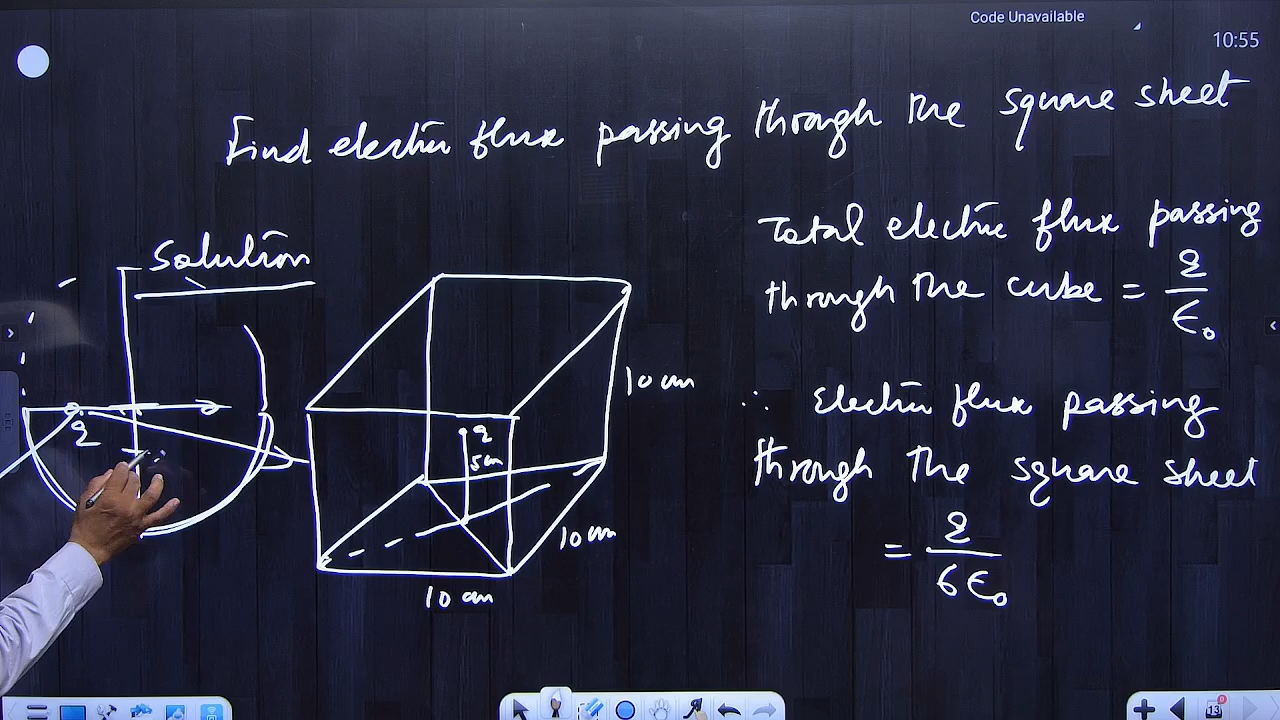 Code Unavailable
10:55
Find electric flux passing through the square sheet
Solution
q
q
5cm
10 cm
10 cm
10 cm
Total electric flux passing
through the cube = q/ϵ₀
∴ Electric flux passing
through the square sheet
= q/6ϵ₀
13